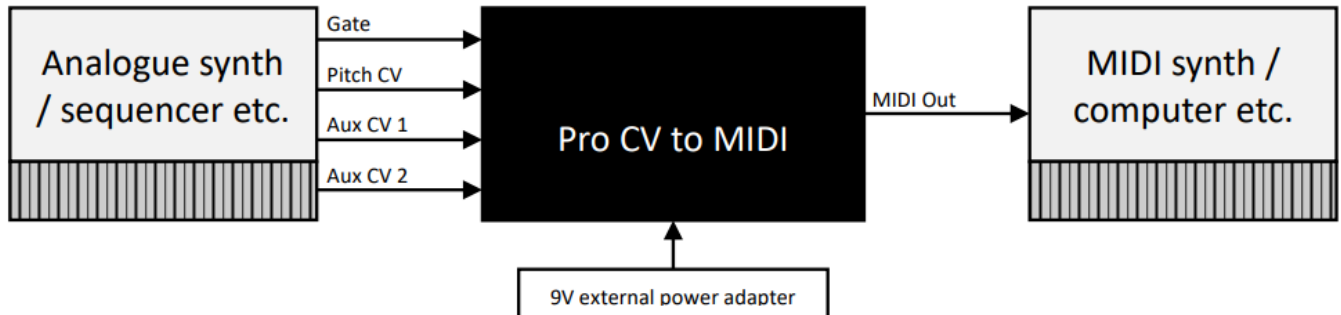 Analogue synth
/ sequencer etc.
Gate
Pitch CV
Aux CV 1
Aux CV 2
Pro CV to MIDI
MIDI Out
MIDI synth /
computer etc.
9V external power adapter